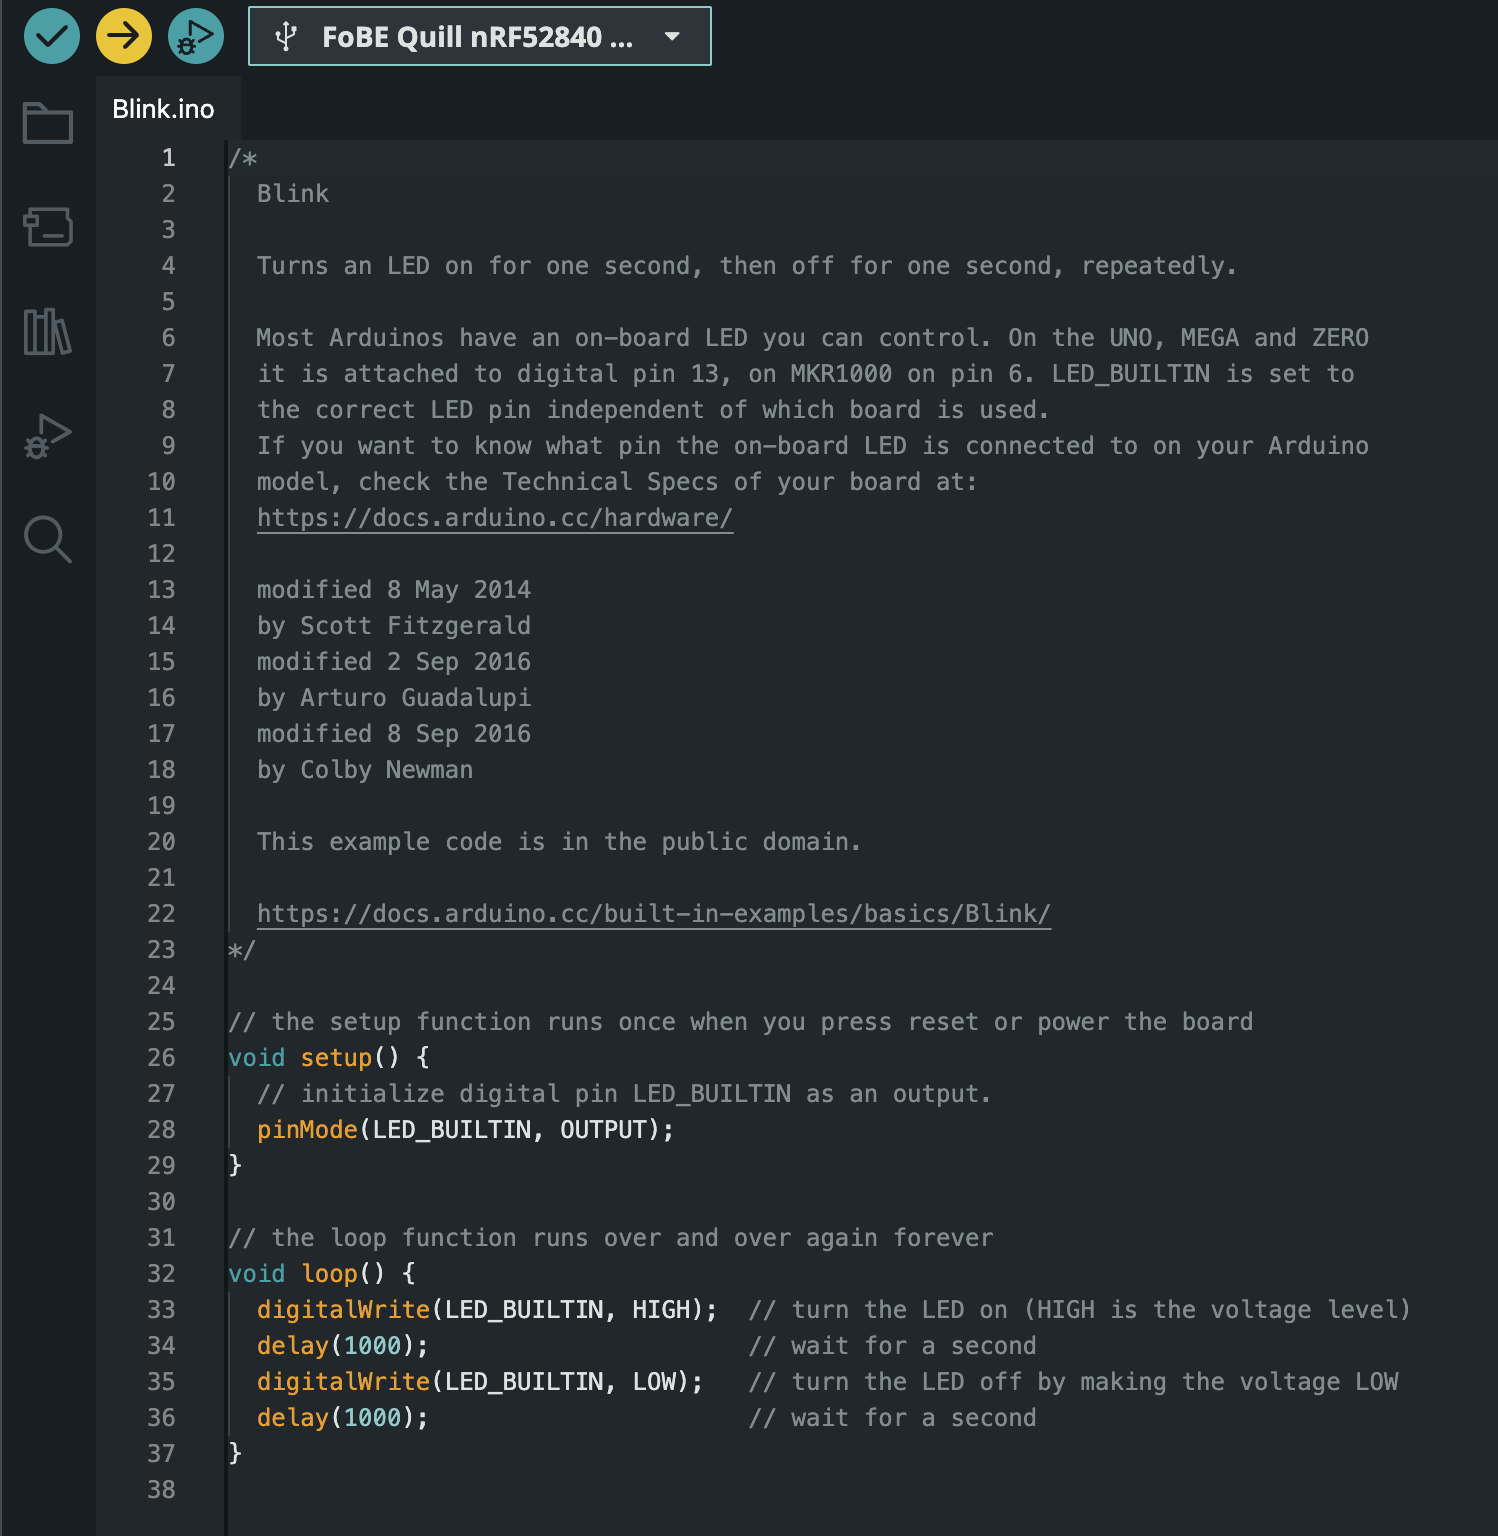 FoBE Quill nRF52840 ...
Blink.ino
1 /*
2 Blink
3
4 Turns an LED on for one second, then off for one second, repeatedly.
5
6 Most Arduinos have an on-board LED you can control. On the UNO, MEGA and ZERO
7 it is attached to digital pin 13, on MKR1000 on pin 6. LED_BUILTIN is set to
8 the correct LED pin independent of which board is used.
9 If you want to know what pin the on-board LED is connected to on your Arduino
10 model, check the Technical Specs of your board at:
11 https://docs.arduino.cc/hardware/
12
13 modified 8 May 2014
14 by Scott Fitzgerald
15 modified 2 Sep 2016
16 by Arturo Guadalupi
17 modified 8 Sep 2016
18 by Colby Newman
19
20 This example code is in the public domain.
21
22 https://docs.arduino.cc/built-in-examples/basics/Blink/
23 */
24
25 // the setup function runs once when you press reset or power the board
26 void setup() {
27 // initialize digital pin LED_BUILTIN as an output.
28 pinMode(LED_BUILTIN, OUTPUT);
29 }
30
31 // the loop function runs over and over again forever
32 void loop() {
33 digitalWrite(LED_BUILTIN, HIGH);  // turn the LED on (HIGH is the voltage level)
34 delay(1000);                      // wait for a second
35 digitalWrite(LED_BUILTIN, LOW);   // turn the LED off by making the voltage LOW
36 delay(1000);                      // wait for a second
37 }
38